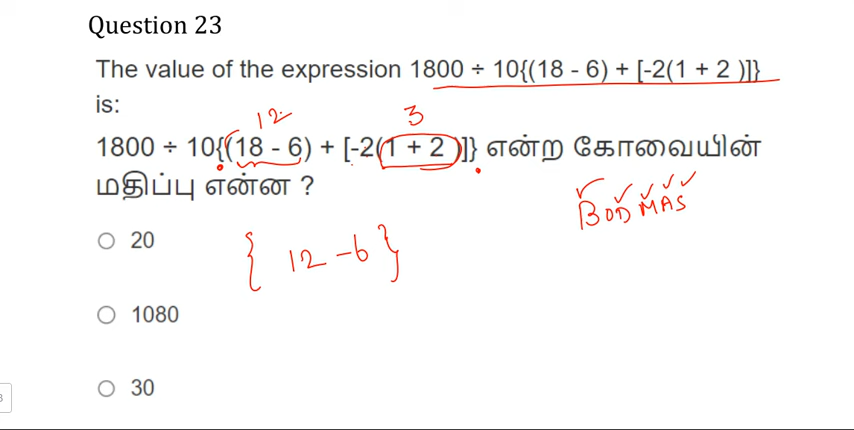 Question 23
The value of the expression 1800 ÷ 10{(18 - 6) + [-2(1 + 2 )]}
is:
12 3
1800 ÷ 10{(18 - 6) + [-2(1 + 2 )]} என்ற கோவையின்
மதிப்பு என்ன ?
BODMAS
20
{ 12 - 6 }
1080
30
3